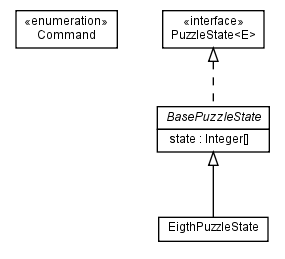 «enumeration»
Command
«interface»
PuzzleState<E>
BasePuzzleState
state : Integer[]
EigthPuzzleState